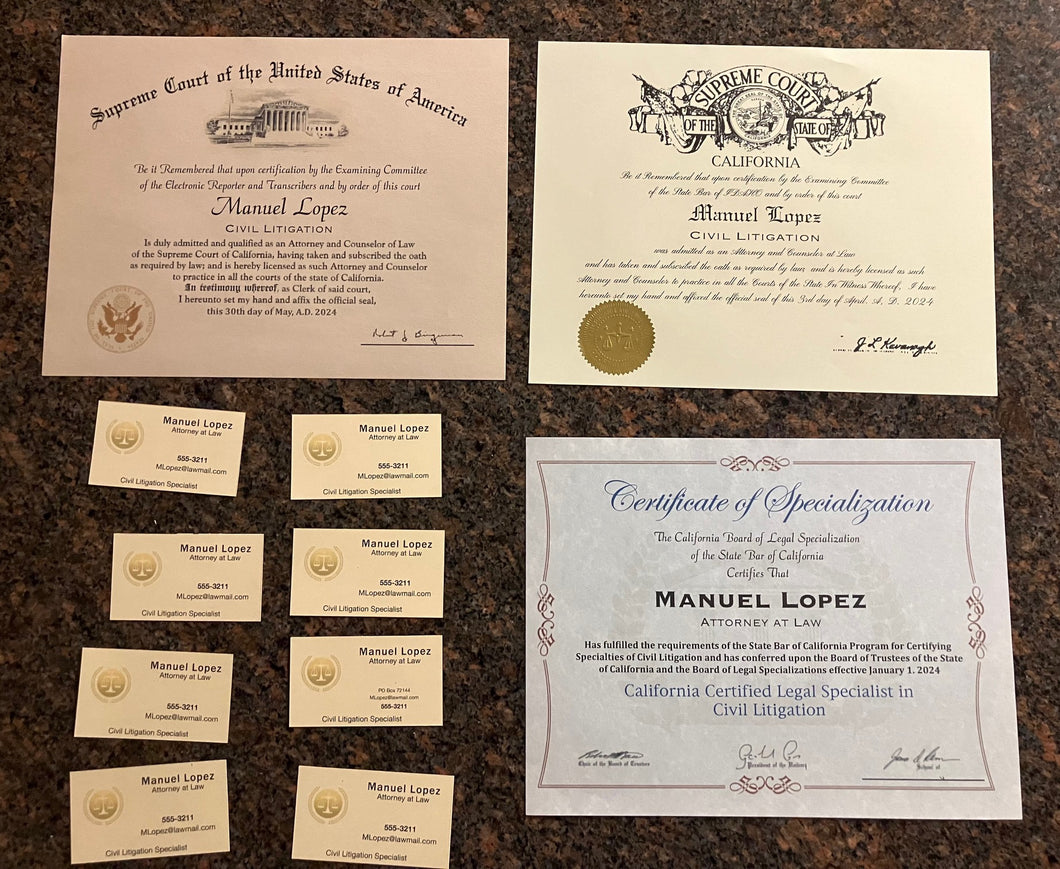 Supreme Court of the United States of America
Be it Remembered that upon certification by the Examining Committee
of the Electronic Reporter and Transcribers and by order of this court
Manuel Lopez
CIVIL LITIGATION
Is duly admitted and qualified as an Attorney and Counselor of Law
of the Supreme Court of California, having taken and subscribed the oath
as required by law; and is hereby licensed as such Attorney and Counselor
to practice in all the courts of the state of California.
In testimony whereof, as Clerk of said court,
I hereunto set my hand and affix the official seal,
this 30th day of May, A.D. 2024
SUPREME COURT
OF THE STATE OF
CALIFORNIA
Be it Remembered that upon certification by the Examining Committee
of the State Bar of IDAHO and by order of this court
Manuel Lopez
CIVIL LITIGATION
was admitted as an Attorney and Counselor at Law
and has taken and subscribed the oath as required by law, and is hereby licensed as such
Attorney and Counselor to practice in all the Courts of the State In Witness Whereof, I have
hereunto set my hand and affixed the official seal of this 3rd day of April. A. D. 2024
J L Kavanagh
Manuel Lopez
Attorney at Law
555-3211
MLopez@lawmail.com
Civil Litigation Specialist
Manuel Lopez
Attorney at Law
555-3211
MLopez@lawmail.com
Civil Litigation Specialist
Manuel Lopez
Attorney at Law
555-3211
MLopez@lawmail.com
Civil Litigation Specialist
Manuel Lopez
Attorney at Law
555-3211
MLopez@lawmail.com
Civil Litigation Specialist
Manuel Lopez
Attorney at Law
555-3211
MLopez@lawmail.com
Civil Litigation Specialist
Manuel Lopez
Attorney at Law
PO Box 72144
MLopez@lawmail.com
555-3211
Civil Litigation Specialist
Manuel Lopez
Attorney at Law
555-3211
MLopez@lawmail.com
Civil Litigation Specialist
Manuel Lopez
Attorney at Law
555-3211
MLopez@lawmail.com
Civil Litigation Specialist
Certificate of Specialization
The California Board of Legal Specialization
of the State Bar of California
Certifies That
MANUEL LOPEZ
ATTORNEY AT LAW
Has fulfilled the requirements of the State Bar of California Program for Certifying
Specialties of Civil Litigation and has conferred upon the Board of Trustees of the State
of California and the Board of Legal Specializations effective January 1, 2024
California Certified Legal Specialist in
Civil Litigation
Chair of the Board of Trustees
President of the
School of